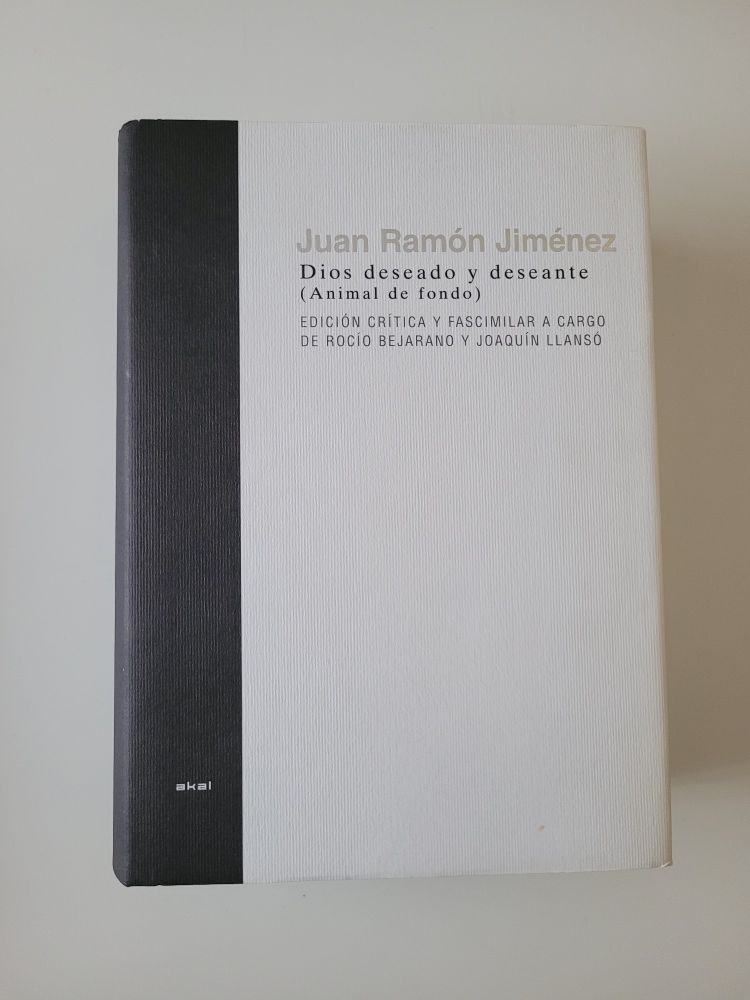 Juan Ramón Jiménez
Dios deseado y deseante
(Animal de fondo)
EDICIÓN CRÍTICA Y FASCIMILAR A CARGO
DE ROCÍO BEJARANO Y JOAQUÍN LLANSÓ
akal